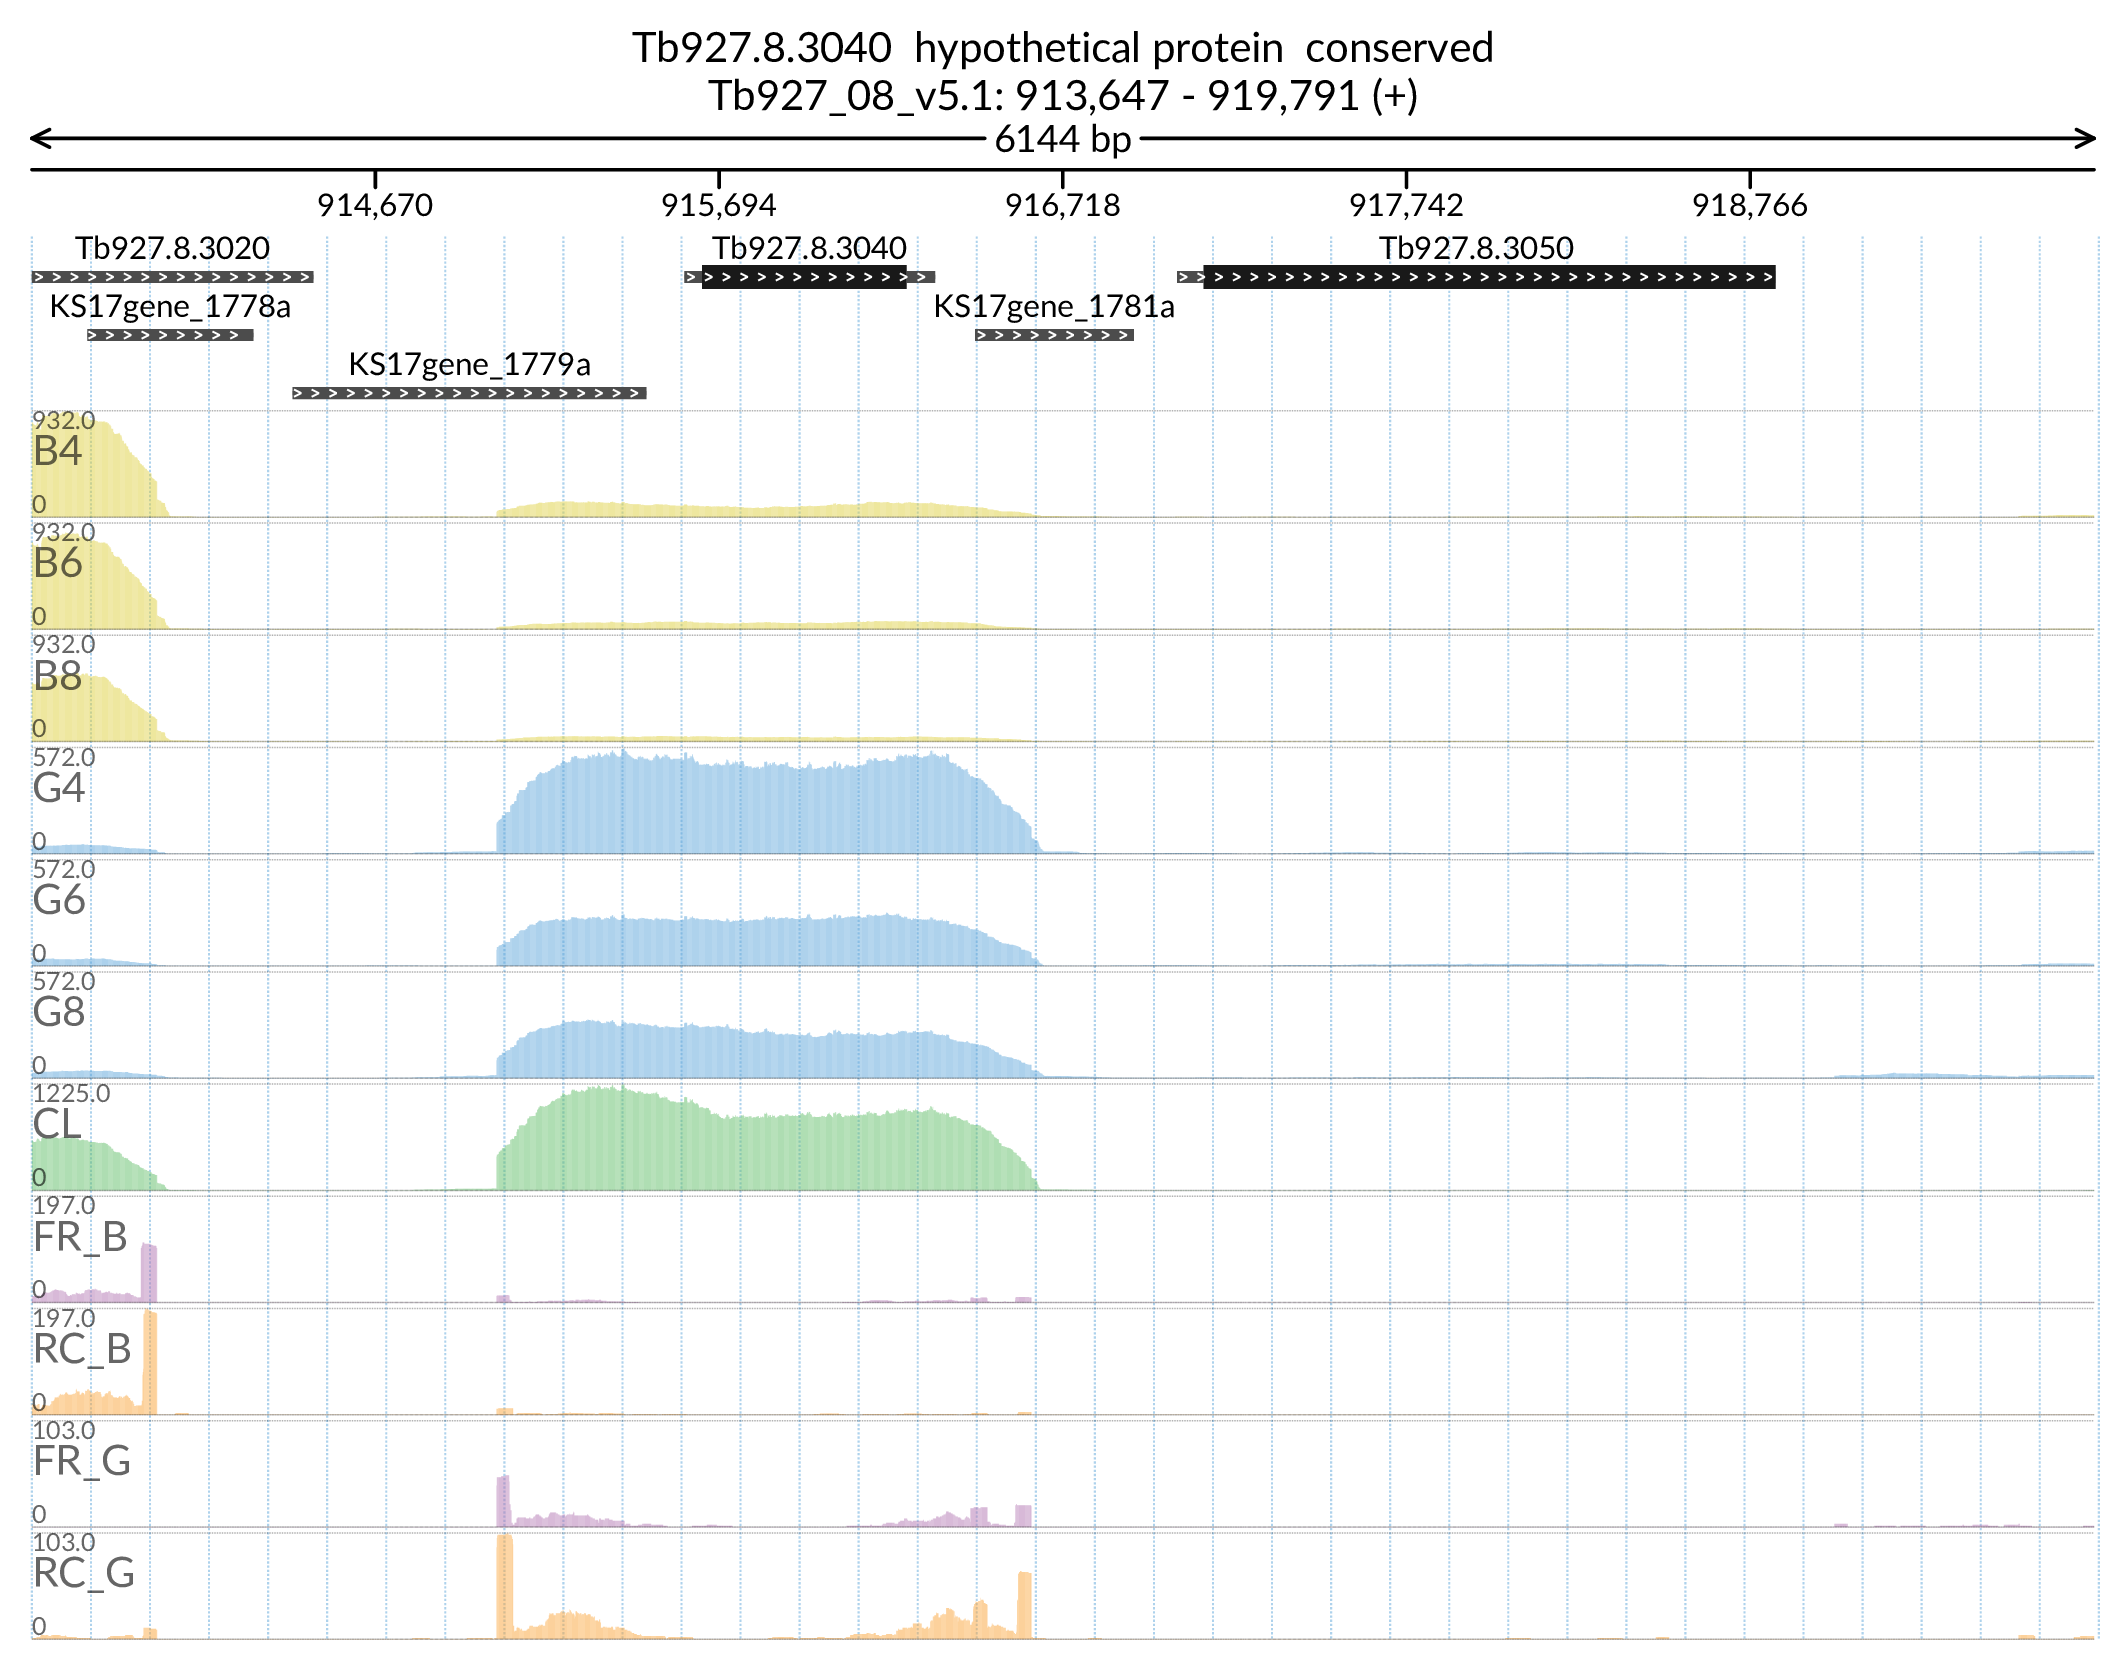 Tb927.8.3040  hypothetical protein  conserved
Tb927_08_v5.1: 913,647 - 919,791 (+)
6144 bp
914,670 915,694 916,718 917,742 918,766
Tb927.8.3020 Tb927.8.3040 Tb927.8.3050
KS17gene_1778a KS17gene_1781a
KS17gene_1779a
932.0
B4
0
932.0
B6
0
932.0
B8
0
572.0
G4
0
572.0
G6
0
572.0
G8
0
1225.0
CL
0
197.0
FR_B
0
197.0
RC_B
0
103.0
FR_G
0
103.0
RC_G
0